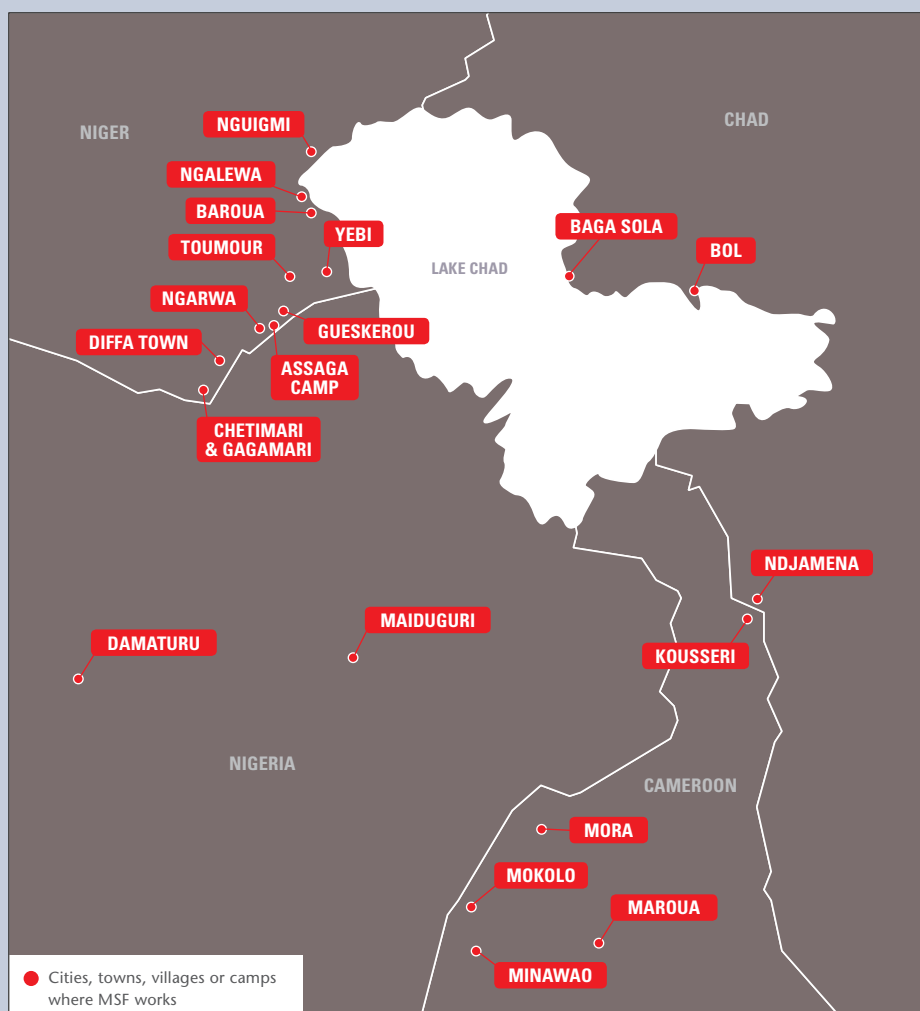 NIGER
NGUIGMI
CHAD
NGALEWA
BAROUA
YEBI
BAGA SOLA
TOUMOUR
BOL
LAKE CHAD
NGARWA
GUESKEROU
DIFFA TOWN
ASSAGA
CAMP
CHETIMARI
& GAGAMARI
NDJAMENA
MAIDUGURI
DAMATURU
KOUSSERI
NIGERIA
CAMEROON
MORA
MOKOLO
MAROUA
MINAWAO
Cities, towns, villages or camps
where MSF works